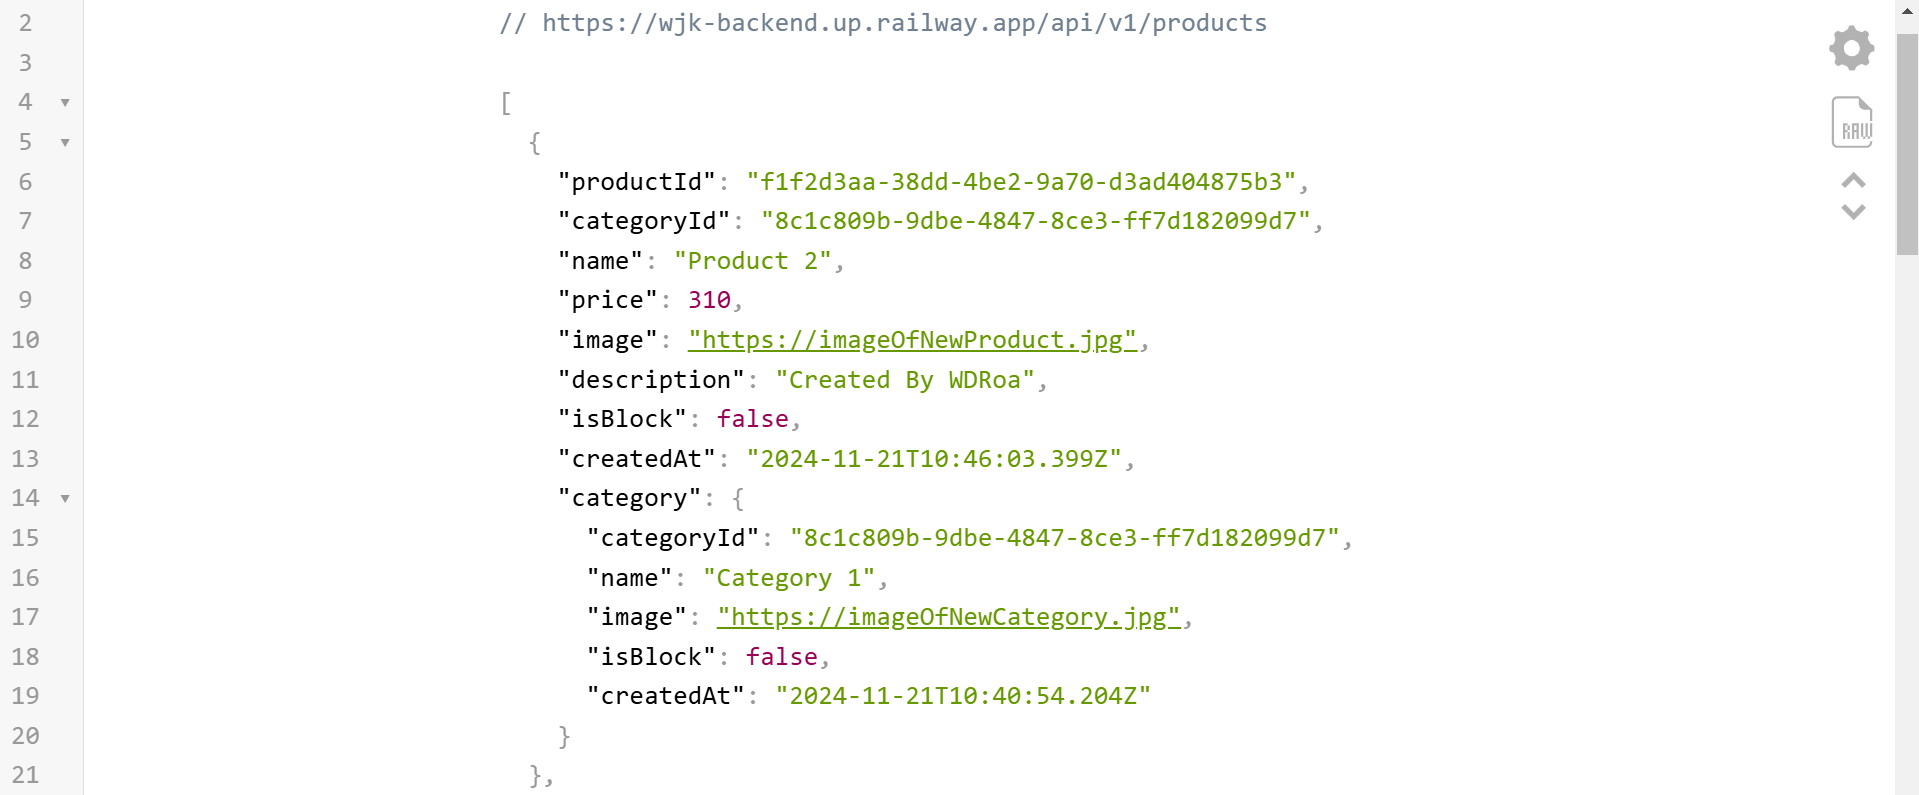 2 // https://wjk-backend.up.railway.app/api/v1/products
3
4 ▼ [
5 ▼ {
6 "productId": "f1f2d3aa-38dd-4be2-9a70-d3ad404875b3",
7 "categoryId": "8c1c809b-9dbe-4847-8ce3-ff7d182099d7",
8 "name": "Product 2",
9 "price": 310,
10 "image": "https://imageOfNewProduct.jpg",
11 "description": "Created By WDRoa",
12 "isBlock": false,
13 "createdAt": "2024-11-21T10:46:03.399Z",
14 ▼ "category": {
15 "categoryId": "8c1c809b-9dbe-4847-8ce3-ff7d182099d7",
16 "name": "Category 1",
17 "image": "https://imageOfNewCategory.jpg",
18 "isBlock": false,
19 "createdAt": "2024-11-21T10:40:54.204Z"
20 }
21 },
RAW